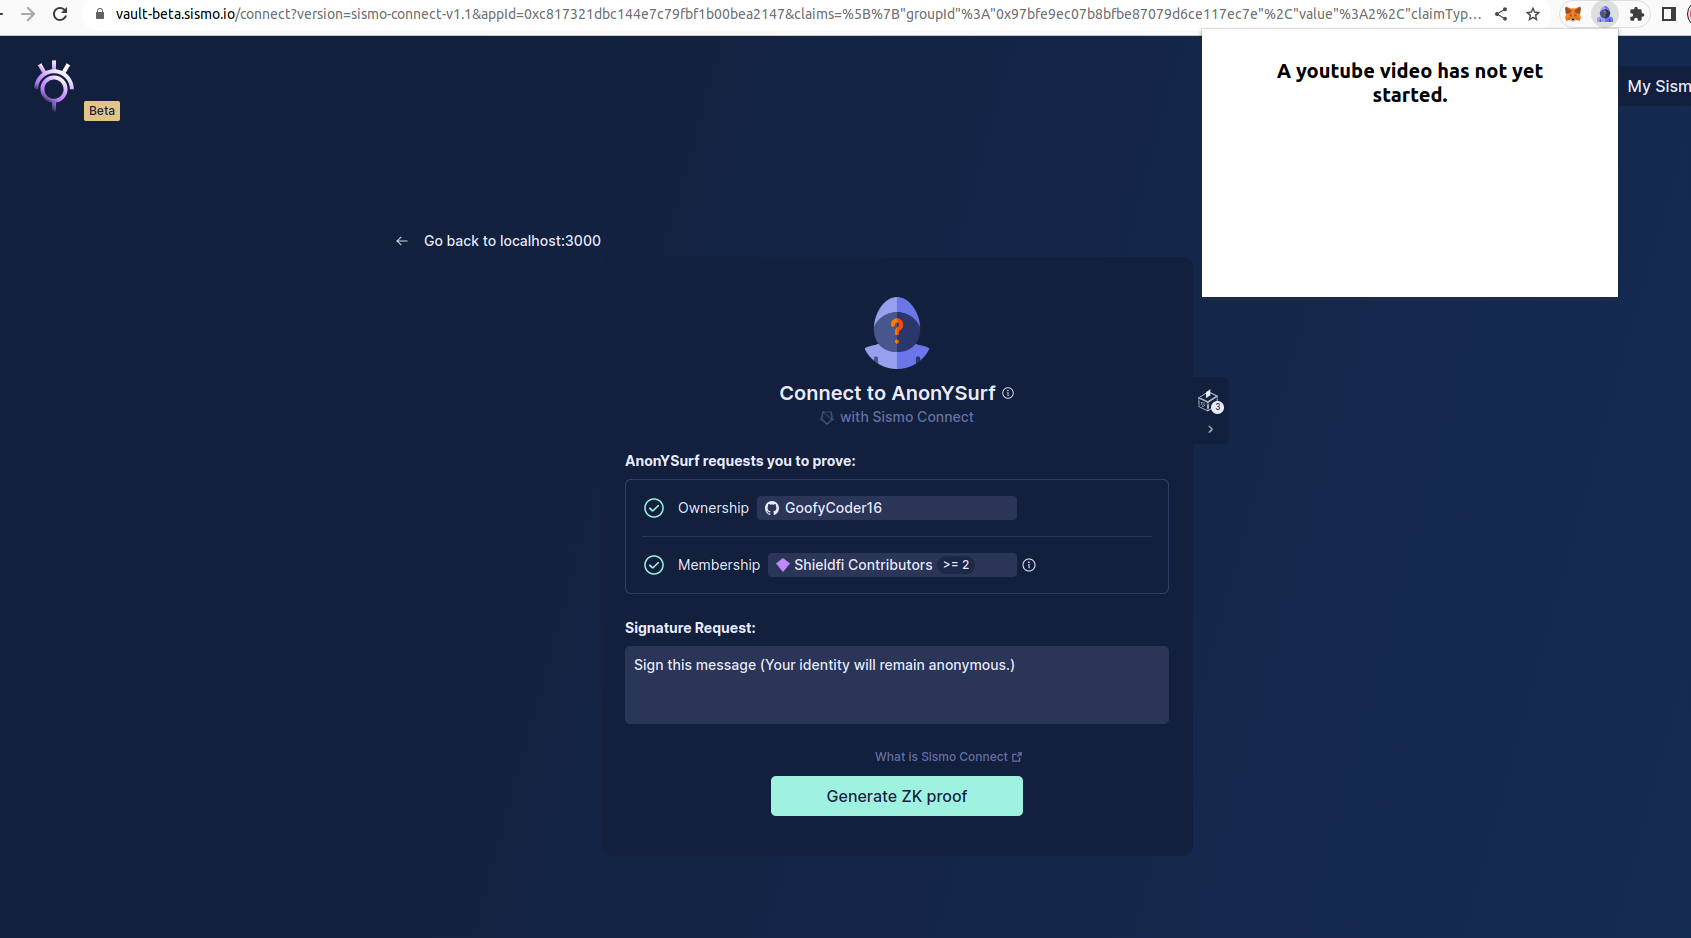 vault-beta.sismo.io/connect?version=sismo-connect-v1.1&appId=0xc817321dbc144e7c79fbf1b00bea2147&claims=%5B%7B"groupId"%3A"0x97bfe9ec07b8bfbe87079d6ce117ec7e"%2C"value"%3A2%2C"claimTyp...
A youtube video has not yet
started.
My Sism
Beta
Go back to localhost:3000
?
Connect to AnonYSurf
with Sismo Connect
3
AnonYSurf requests you to prove:
Ownership GoofyCoder16
Membership Shieldfi Contributors >= 2
Signature Request:
Sign this message (Your identity will remain anonymous.)
What is Sismo Connect
Generate ZK proof